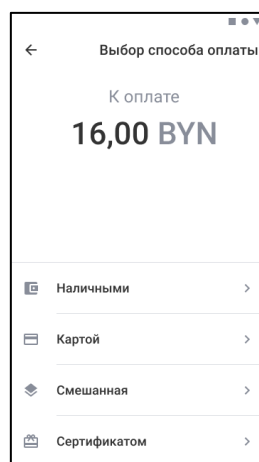 Выбор способа оплаты
К оплате
16,00 BYN
Наличными
Картой
Смешанная
Сертификатом